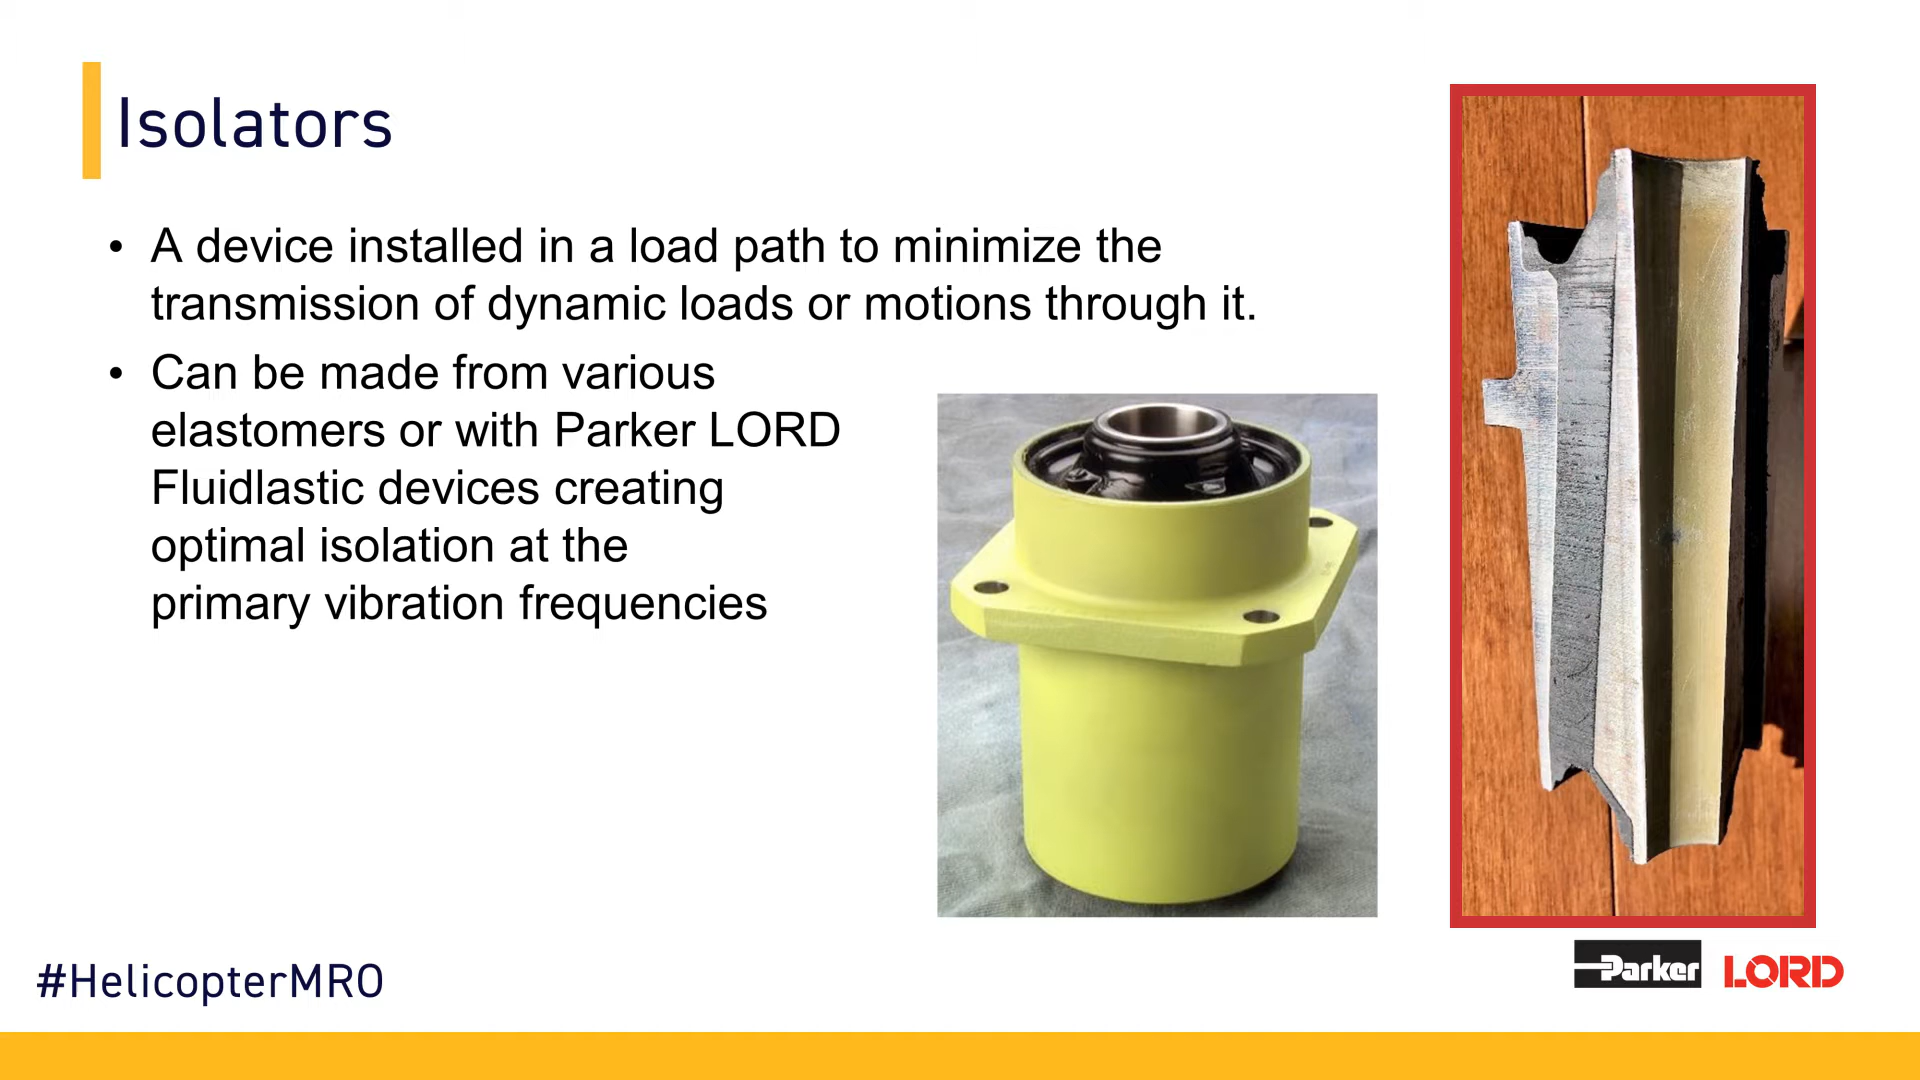 Isolators
• A device installed in a load path to minimize the
transmission of dynamic loads or motions through it.
• Can be made from various
elastomers or with Parker LORD
Fluidlastic devices creating
optimal isolation at the
primary vibration frequencies
#HelicopterMRO
Parker LORD